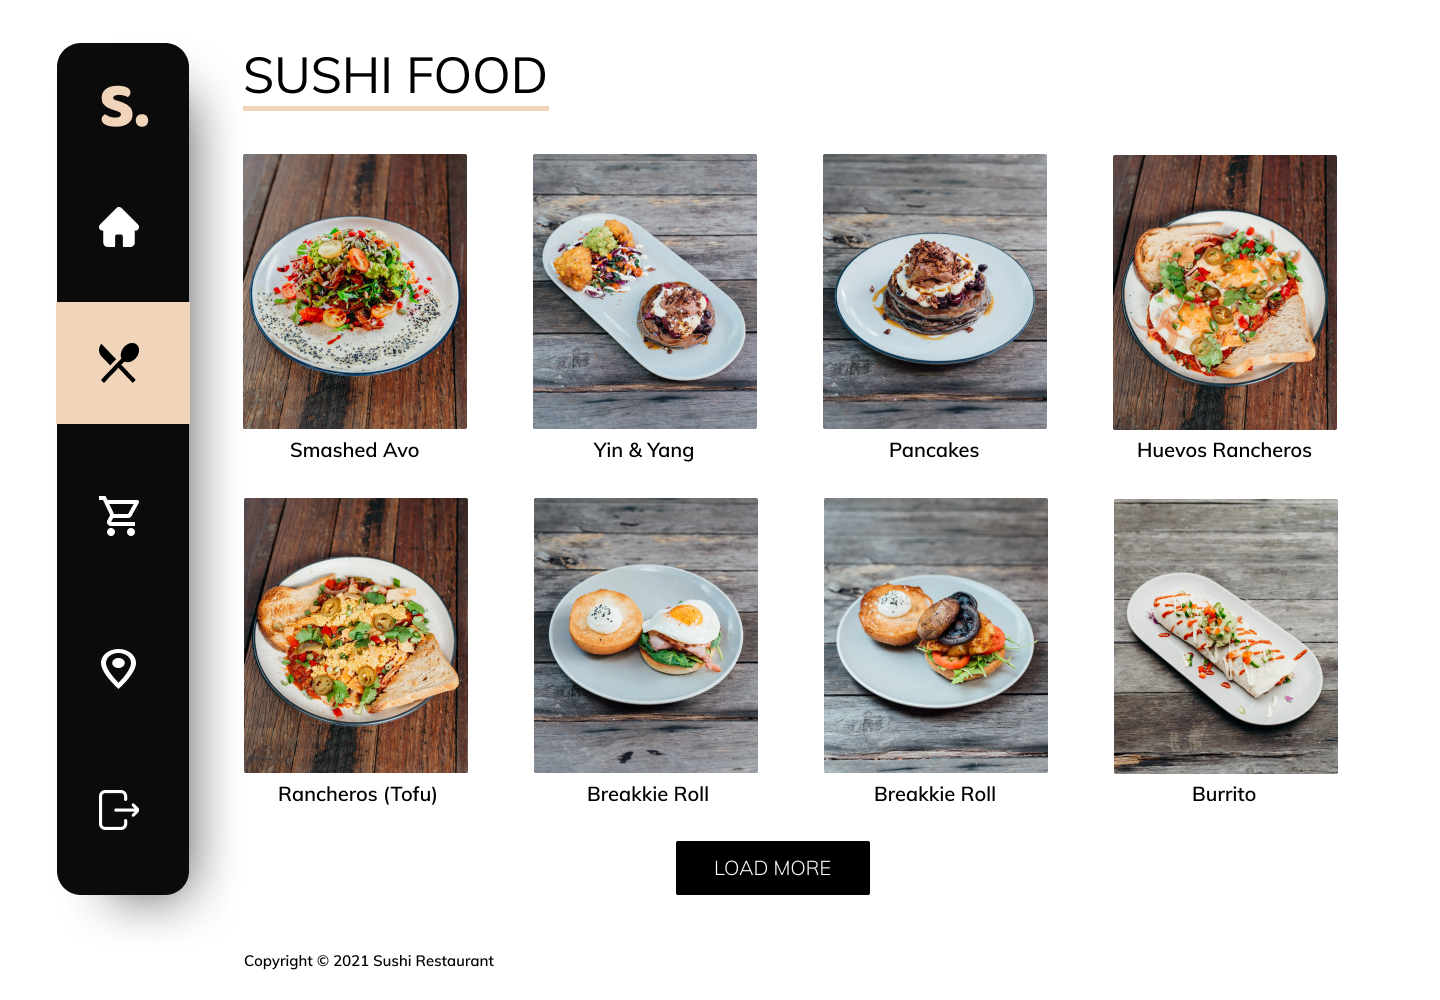 S.
SUSHI FOOD
Smashed Avo
Yin & Yang
Pancakes
Huevos Rancheros
Rancheros (Tofu)
Breakkie Roll
Breakkie Roll
Burrito
LOAD MORE
Copyright © 2021 Sushi Restaurant